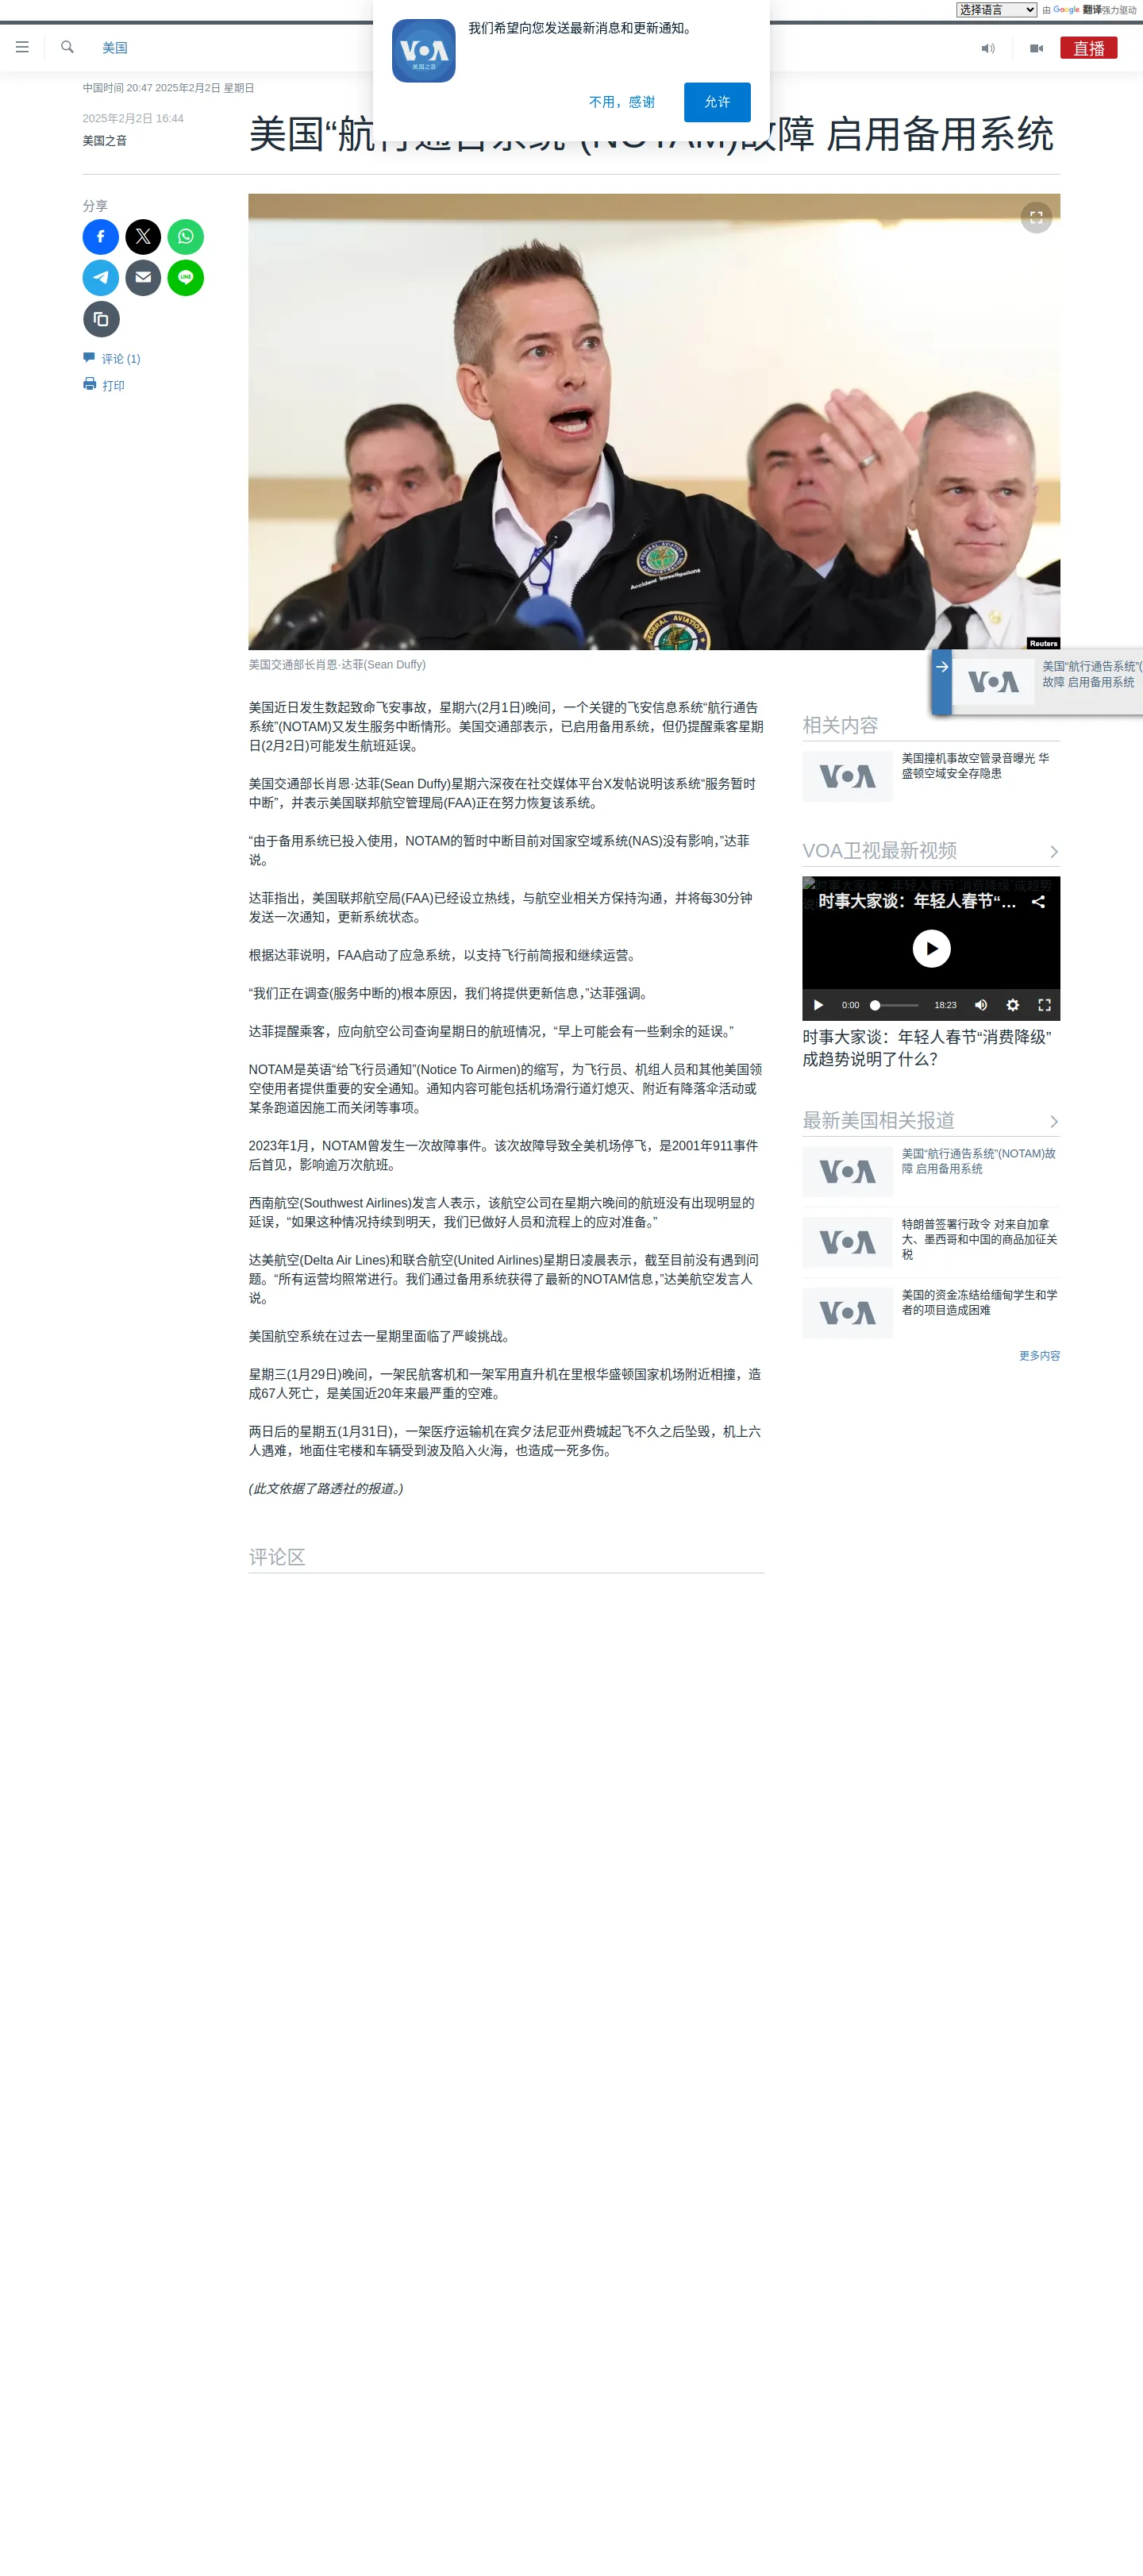 选择语言
由 Google 翻译强力驱动
美国
直播
VOA
美国之音
我们希望向您发送最新消息和更新通知。
不用，感谢
允许
中国时间 20:47 2025年2月2日 星期日
2025年2月2日 16:44
美国之音
美国“航行通告系统”(NOTAM)故障 启用备用系统
分享
LINE
评论 (1)
打印
FEDERAL AVIATION
Accident Investigations
Reuters
美国交通部长肖恩·达菲(Sean Duffy)
美国近日发生数起致命飞安事故，星期六(2月1日)晚间，一个关键的飞安信息系统“航行通告
系统”(NOTAM)又发生服务中断情形。美国交通部表示，已启用备用系统，但仍提醒乘客星期
日(2月2日)可能发生航班延误。
美国交通部长肖恩·达菲(Sean Duffy)星期六深夜在社交媒体平台X发帖说明该系统“服务暂时
中断”，并表示美国联邦航空管理局(FAA)正在努力恢复该系统。
“由于备用系统已投入使用，NOTAM的暂时中断目前对国家空域系统(NAS)没有影响，”达菲
说。
达菲指出，美国联邦航空局(FAA)已经设立热线，与航空业相关方保持沟通，并将每30分钟
发送一次通知，更新系统状态。
根据达菲说明，FAA启动了应急系统，以支持飞行前简报和继续运营。
“我们正在调查(服务中断的)根本原因，我们将提供更新信息，”达菲强调。
达菲提醒乘客，应向航空公司查询星期日的航班情况，“早上可能会有一些剩余的延误。”
NOTAM是英语“给飞行员通知”(Notice To Airmen)的缩写，为飞行员、机组人员和其他美国领
空使用者提供重要的安全通知。通知内容可能包括机场滑行道灯熄灭、附近有降落伞活动或
某条跑道因施工而关闭等事项。
2023年1月，NOTAM曾发生一次故障事件。该次故障导致全美机场停飞，是2001年911事件
后首见，影响逾万次航班。
西南航空(Southwest Airlines)发言人表示，该航空公司在星期六晚间的航班没有出现明显的
延误，“如果这种情况持续到明天，我们已做好人员和流程上的应对准备。”
达美航空(Delta Air Lines)和联合航空(United Airlines)星期日凌晨表示，截至目前没有遇到问
题。“所有运营均照常进行。我们通过备用系统获得了最新的NOTAM信息，”达美航空发言人
说。
美国航空系统在过去一星期里面临了严峻挑战。
星期三(1月29日)晚间，一架民航客机和一架军用直升机在里根华盛顿国家机场附近相撞，造
成67人死亡，是美国近20年来最严重的空难。
两日后的星期五(1月31日)，一架医疗运输机在宾夕法尼亚州费城起飞不久之后坠毁，机上六
人遇难，地面住宅楼和车辆受到波及陷入火海，也造成一死多伤。
(此文依据了路透社的报道。)
评论区
VOA
美国“航行通告系统”(
故障 启用备用系统
相关内容
VOA
美国撞机事故空管录音曝光 华
盛顿空域安全存隐患
VOA卫视最新视频
时事大家谈：年轻人春节“消费降级”成趋势
时事大家谈：年轻人春节“...
0:00
18:23
时事大家谈：年轻人春节“消费降级”
成趋势说明了什么？
最新美国相关报道
VOA
美国“航行通告系统”(NOTAM)故
障 启用备用系统
VOA
特朗普签署行政令 对来自加拿
大、墨西哥和中国的商品加征关
税
VOA
美国的资金冻结给缅甸学生和学
者的项目造成困难
更多内容